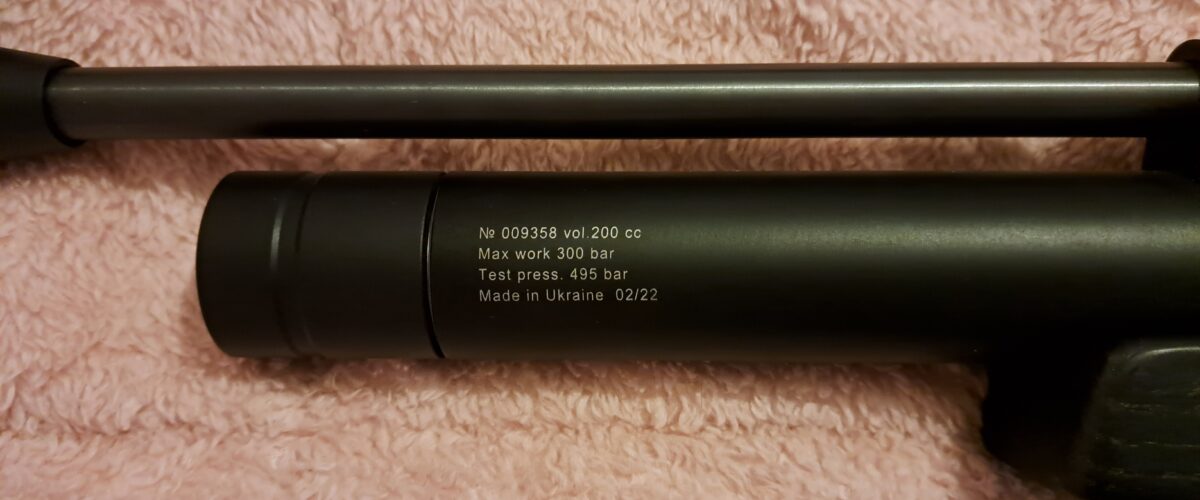 № 009358 vol.200 cc
Max work 300 bar
Test press. 495 bar
Made in Ukraine 02/22